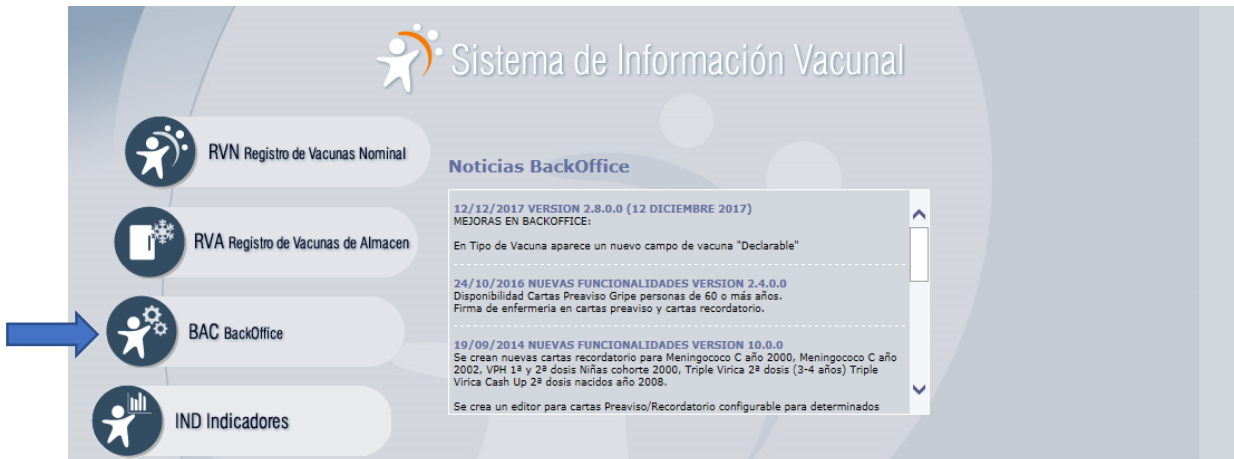 Sistema de Información Vacunal
RVN Registro de Vacunas Nominal
RVA Registro de Vacunas de Almacen
BAC BackOffice
IND Indicadores
Noticias BackOffice
12/12/2017 VERSION 2.8.0.0 (12 DICIEMBRE 2017)
MEJORAS EN BACKOFFICE:
En Tipo de Vacuna aparece un nuevo campo de vacuna "Declarable"
24/10/2016 NUEVAS FUNCIONALIDADES VERSION 2.4.0.0
Disponibilidad Cartas Preaviso Gripe personas de 60 o más años.
Firma de enfermeria en cartas preaviso y cartas recordatorio.
19/09/2014 NUEVAS FUNCIONALIDADES VERSION 10.0.0
Se crean nuevas cartas recordatorio para Meningococo C año 2000, Meningococo C año
2002, VPH 1ª y 2ª dosis Niñas cohorte 2000, Triple Virica 2ª dosis (3-4 años) Triple
Virica Cash Up 2ª dosis nacidos año 2008.
Se crea un editor para cartas Preaviso/Recordatorio configurable para determinados